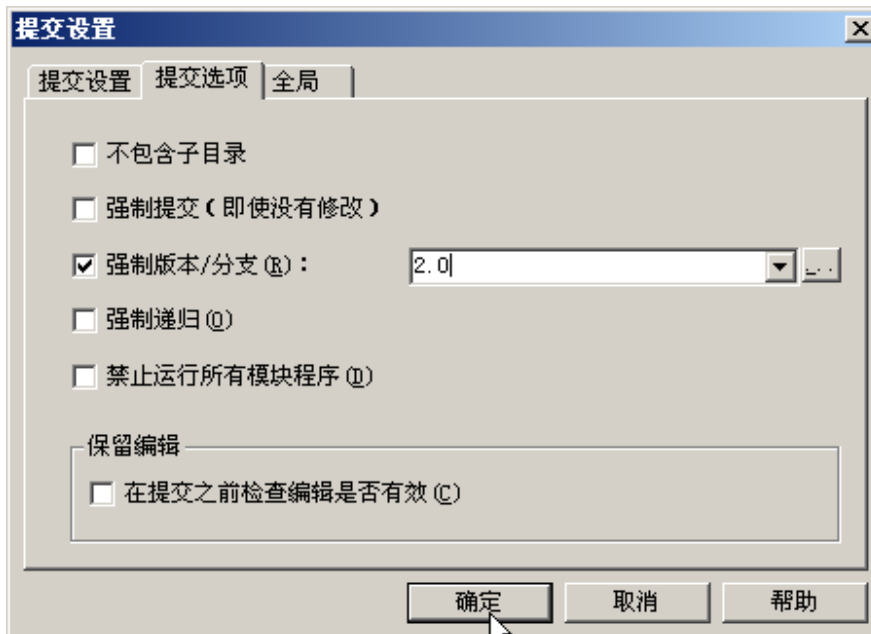 提交设置
提交设置 提交选项 全局
不包含子目录
强制提交(即使没有修改)
强制版本/分支(R): 2.0 ...
强制递归(O)
禁止运行所有模块程序(D)
保留编辑
在提交之前检查编辑是否有效(C)
确定 取消 帮助